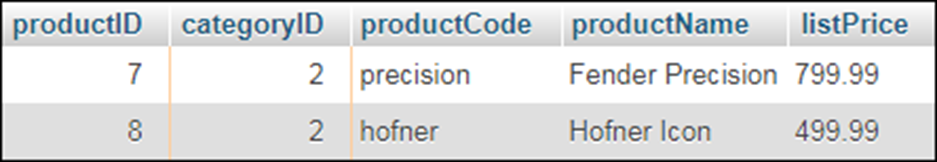 productID categoryID productCode productName listPrice
7 2 precision Fender Precision 799.99
8 2 hofner Hofner Icon 499.99